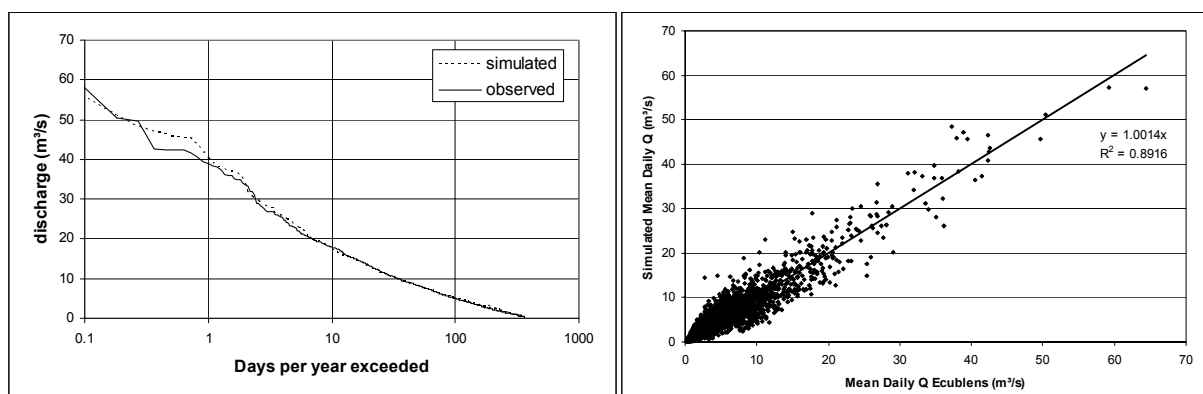 70
60
50
40
30
20
10
0
discharge (m³/s)
simulated
observed
0.1 1 10 100 1000
Days per year exceeded
70
60
50
40
30
20
10
0
Simulated Mean Daily Q (m³/s)
y = 1.0014x
R² = 0.8916
0 10 20 30 40 50 60 70
Mean Daily Q Ecublens (m³/s)